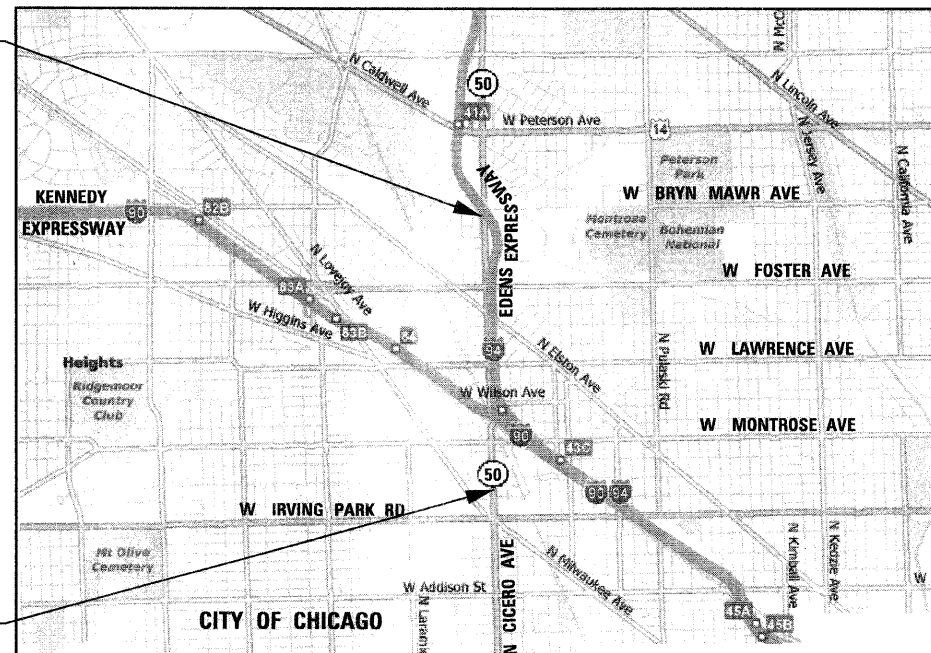 N McC
N Caldwell Ave
50
41A
W Peterson Ave
14
N Lincoln Ave
N Jersey Ave
N California Ave
Peterson
Park
W BRYN MAWR AVE
KENNEDY
EXPRESSWAY
90
82B
EDENS EXPRESSWAY
Montrose
Cemetery
Bohemian
National
N Lovejoy Ave
W FOSTER AVE
83A
W Higgins Ave
83B
84
94
N Elston Ave
N Pulaski Rd
W LAWRENCE AVE
Heights
Ridgemoor
Country
Club
W Wilson Ave
W MONTROSE AVE
90
43C
50
90
94
W IRVING PARK RD
Mt Olive
Cemetery
N CICERO AVE
N Milwaukee Ave
N Kimball Ave
N Kedzie Ave
W Addison St
W
CITY OF CHICAGO
N Laram
45A
45B